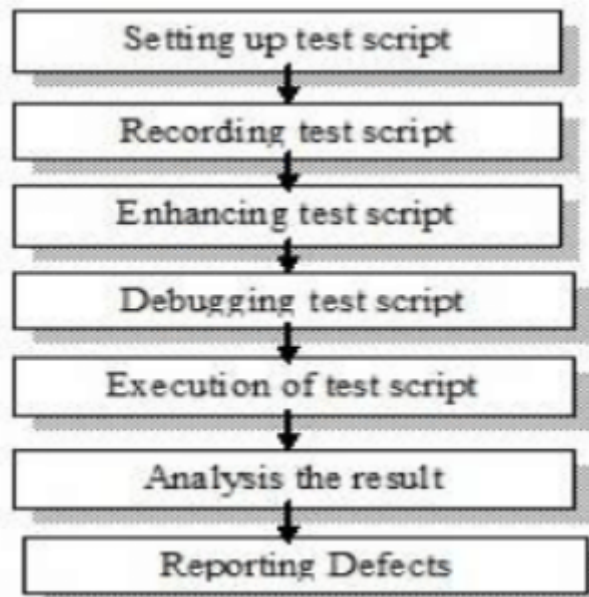 Setting up test script
Recording test script
Enhancing test script
Debugging test script
Execution of test script
Analysis the result
Reporting Defects